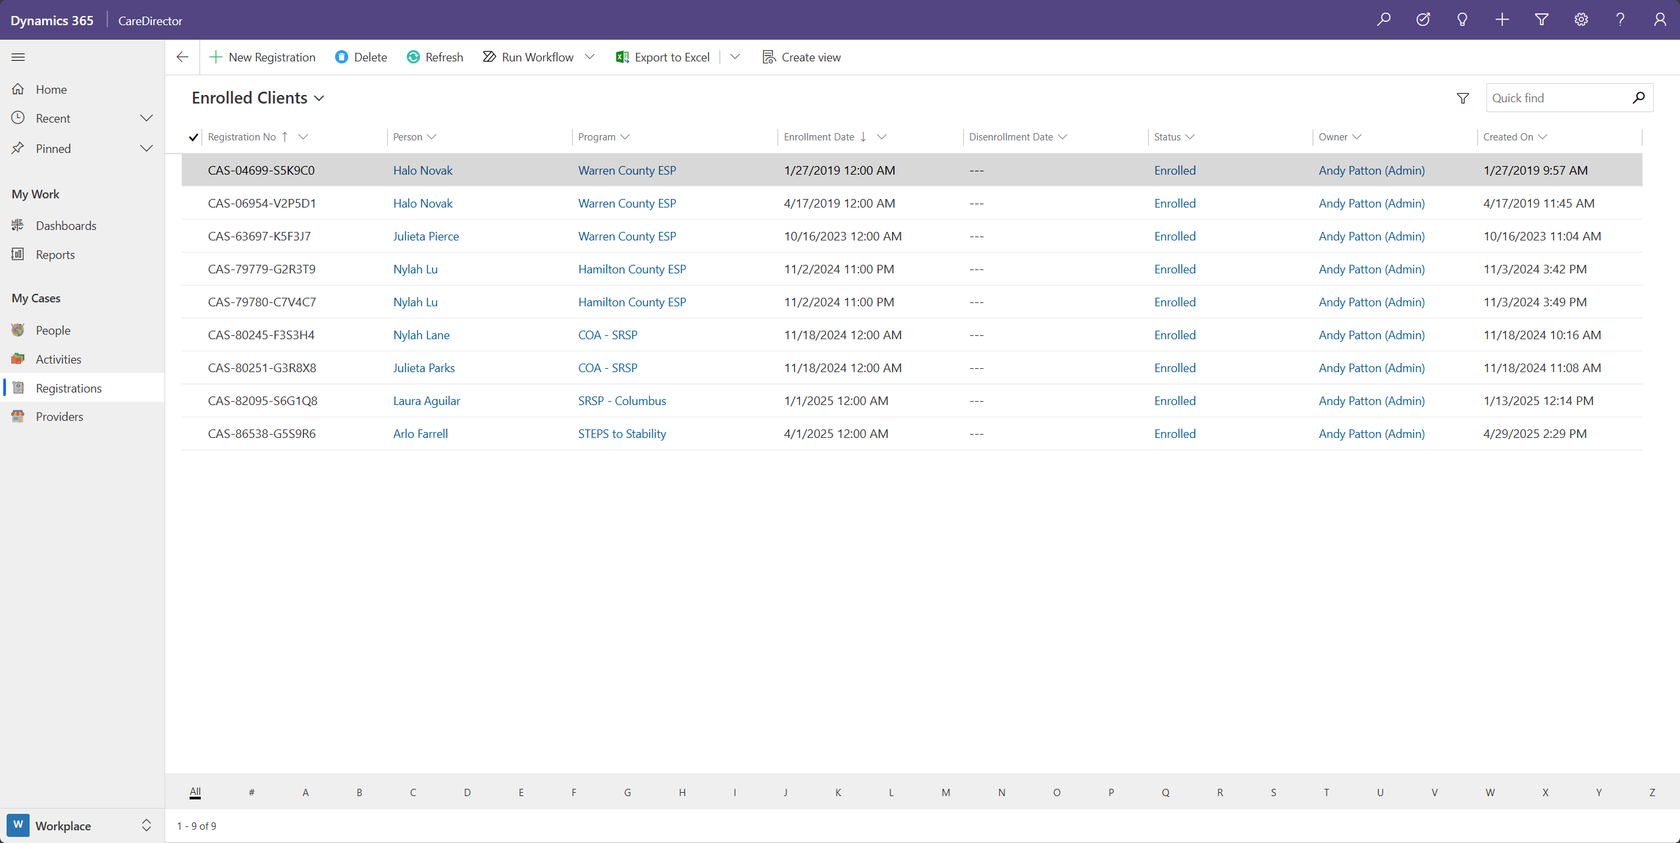 Dynamics 365 CareDirector
New Registration Delete Refresh Run Workflow Export to Excel Create view
Home
Recent
Pinned
My Work
Dashboards
Reports
My Cases
People
Activities
Registrations
Providers
W Workplace
Enrolled Clients
Quick find
Registration No Person Program Enrollment Date Disenrollment Date Status Owner Created On
CAS-04699-S5K9C0 Halo Novak Warren County ESP 1/27/2019 12:00 AM --- Enrolled Andy Patton (Admin) 1/27/2019 9:57 AM
CAS-06954-V2P5D1 Halo Novak Warren County ESP 4/17/2019 12:00 AM --- Enrolled Andy Patton (Admin) 4/17/2019 11:45 AM
CAS-63697-K5F3J7 Julieta Pierce Warren County ESP 10/16/2023 12:00 AM --- Enrolled Andy Patton (Admin) 10/16/2023 11:04 AM
CAS-79779-G2R3T9 Nylah Lu Hamilton County ESP 11/2/2024 11:00 PM --- Enrolled Andy Patton (Admin) 11/3/2024 3:42 PM
CAS-79780-C7V4C7 Nylah Lu Hamilton County ESP 11/2/2024 11:00 PM --- Enrolled Andy Patton (Admin) 11/3/2024 3:49 PM
CAS-80245-F3S3H4 Nylah Lane COA - SRSP 11/18/2024 12:00 AM --- Enrolled Andy Patton (Admin) 11/18/2024 10:16 AM
CAS-80251-G3R8X8 Julieta Parks COA - SRSP 11/18/2024 12:00 AM --- Enrolled Andy Patton (Admin) 11/18/2024 11:08 AM
CAS-82095-S6G1Q8 Laura Aguilar SRSP - Columbus 1/1/2025 12:00 AM --- Enrolled Andy Patton (Admin) 1/13/2025 12:14 PM
CAS-86538-G5S9R6 Arlo Farrell STEPS to Stability 4/1/2025 12:00 AM --- Enrolled Andy Patton (Admin) 4/29/2025 2:29 PM
All # A B C D E F G H I J K L M N O P Q R S T U V W X Y Z
1 - 9 of 9